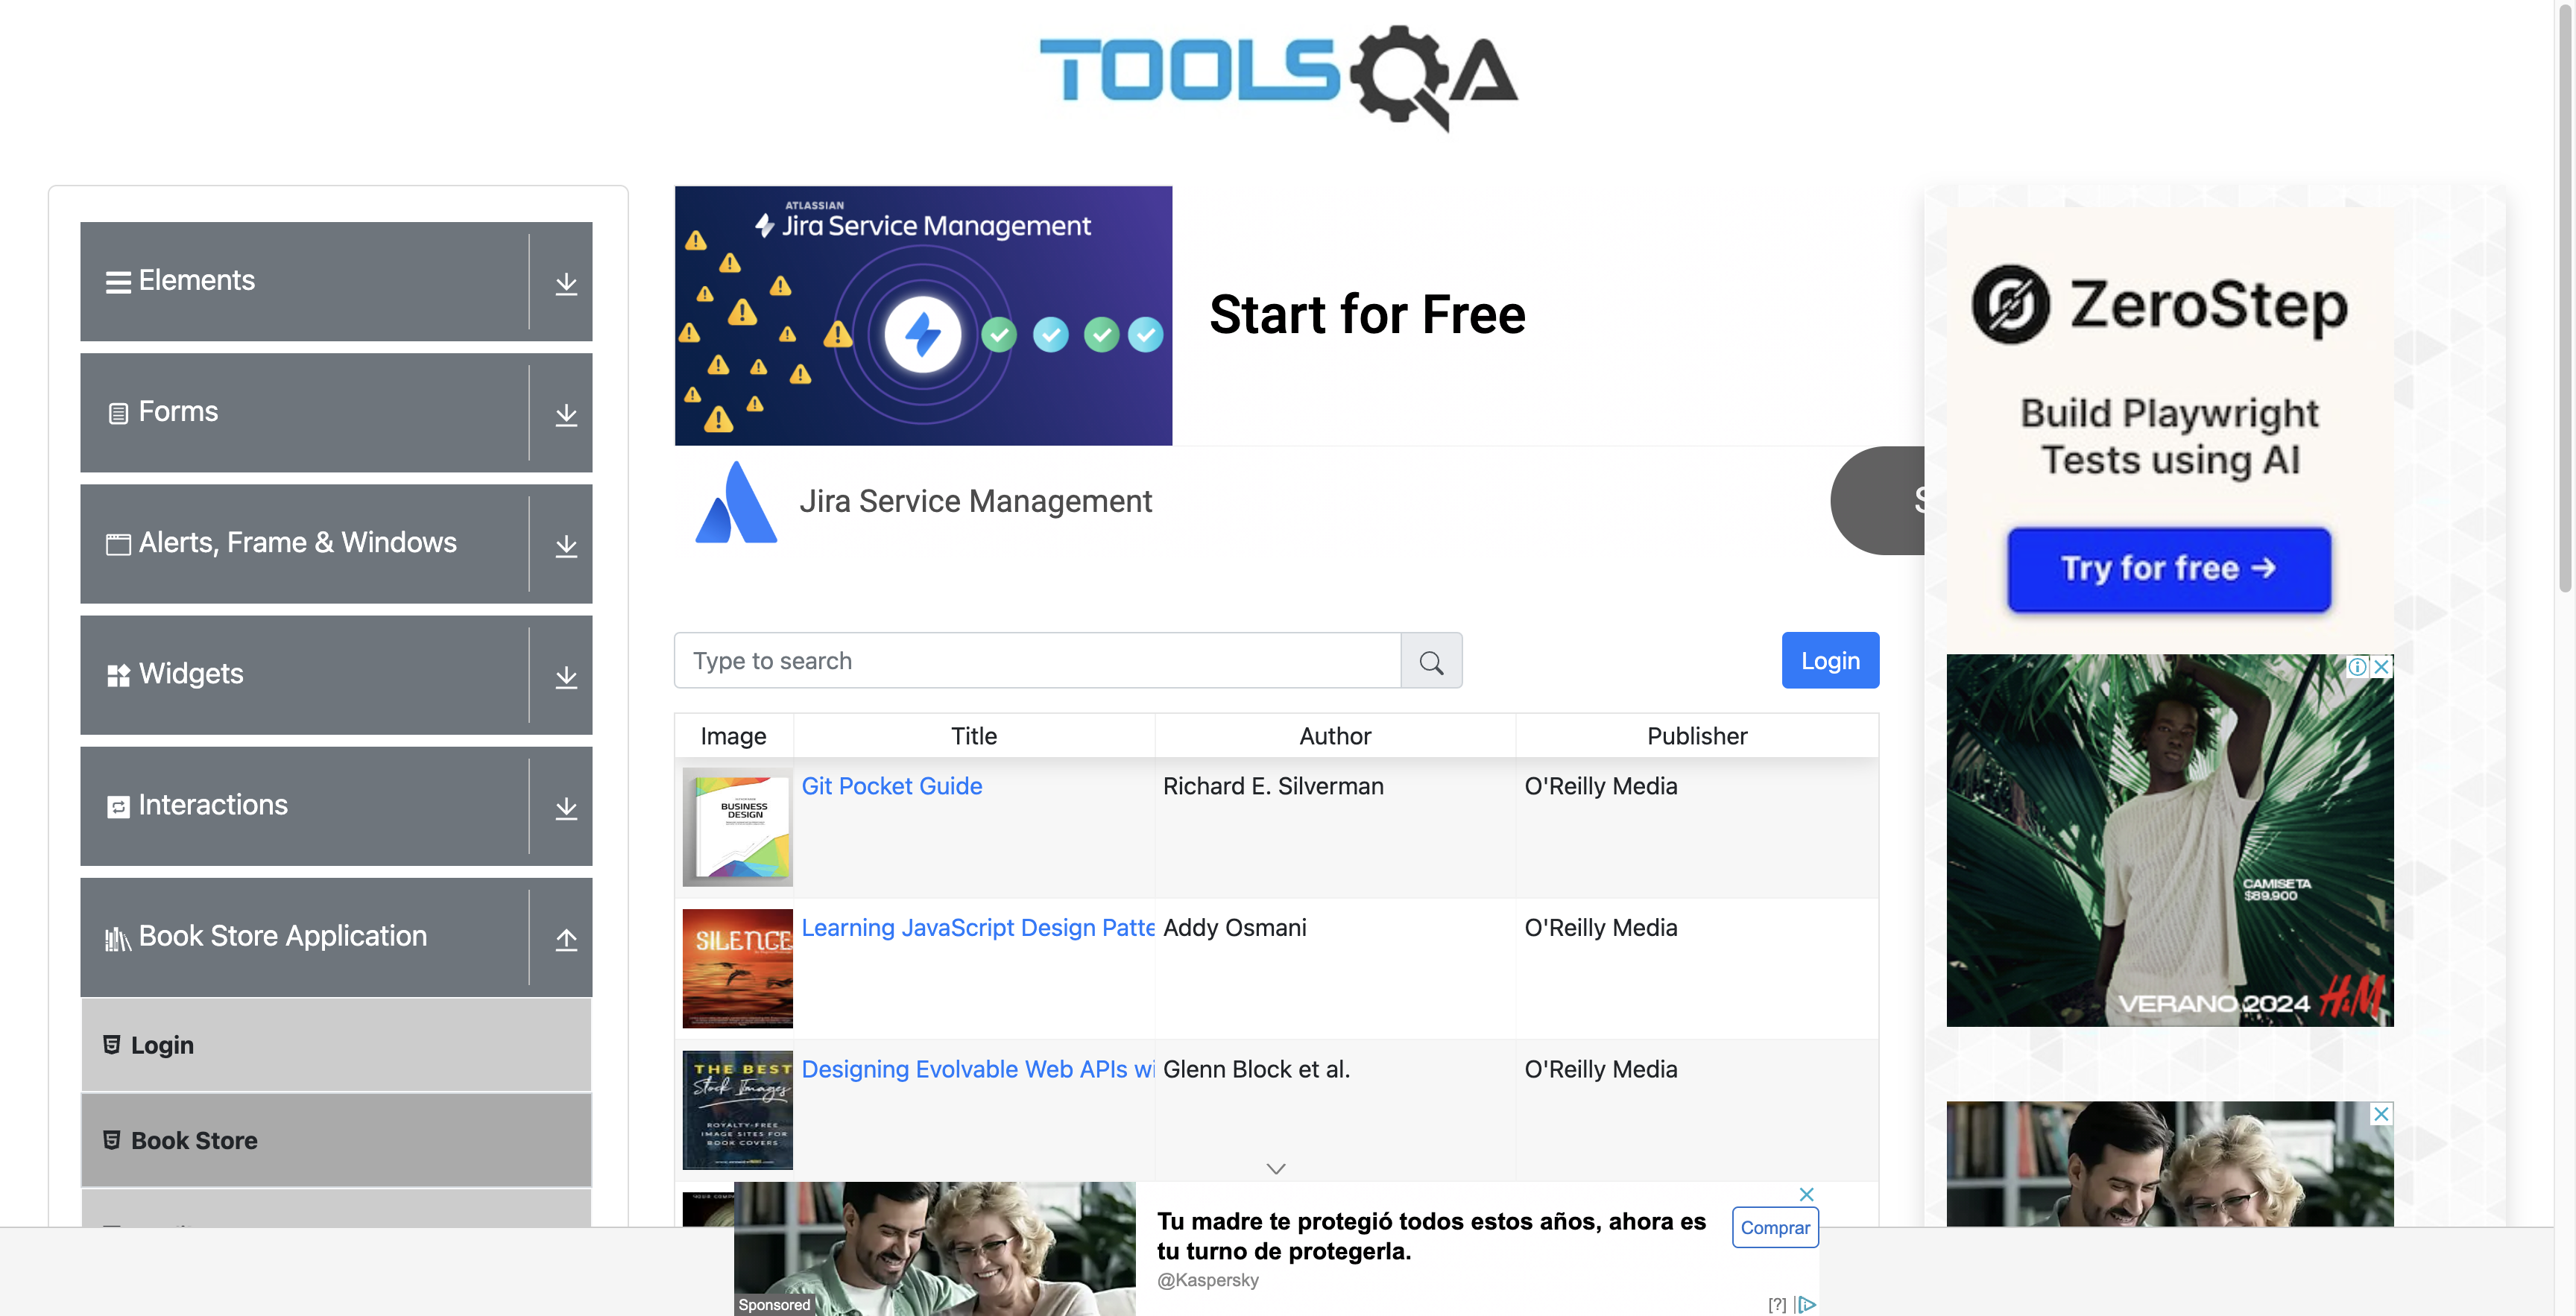 TOOLSQA
Elements
Forms
Alerts, Frame & Windows
Widgets
Interactions
Book Store Application
Login
Book Store
ATLASSIAN
Jira Service Management
Start for Free
Jira Service Management
S
Type to search
Login
Image Title Author Publisher
BUSINESS
DESIGN
Git Pocket Guide Richard E. Silverman O'Reilly Media
SILENCE
Learning JavaScript Design Patte Addy Osmani O'Reilly Media
THE BEST
Stock Images
ROYALTY-FREE
IMAGE SITES FOR
BOOK COVERS
Designing Evolvable Web APIs wi Glenn Block et al. O'Reilly Media
ZeroStep
Build Playwright
Tests using AI
Try for free →
CAMISETA
$89.900
VERANO 2024 H&M
Tu madre te protegió todos estos años, ahora es
tu turno de protegerla.
@Kaspersky
Comprar
Sponsored
[?]